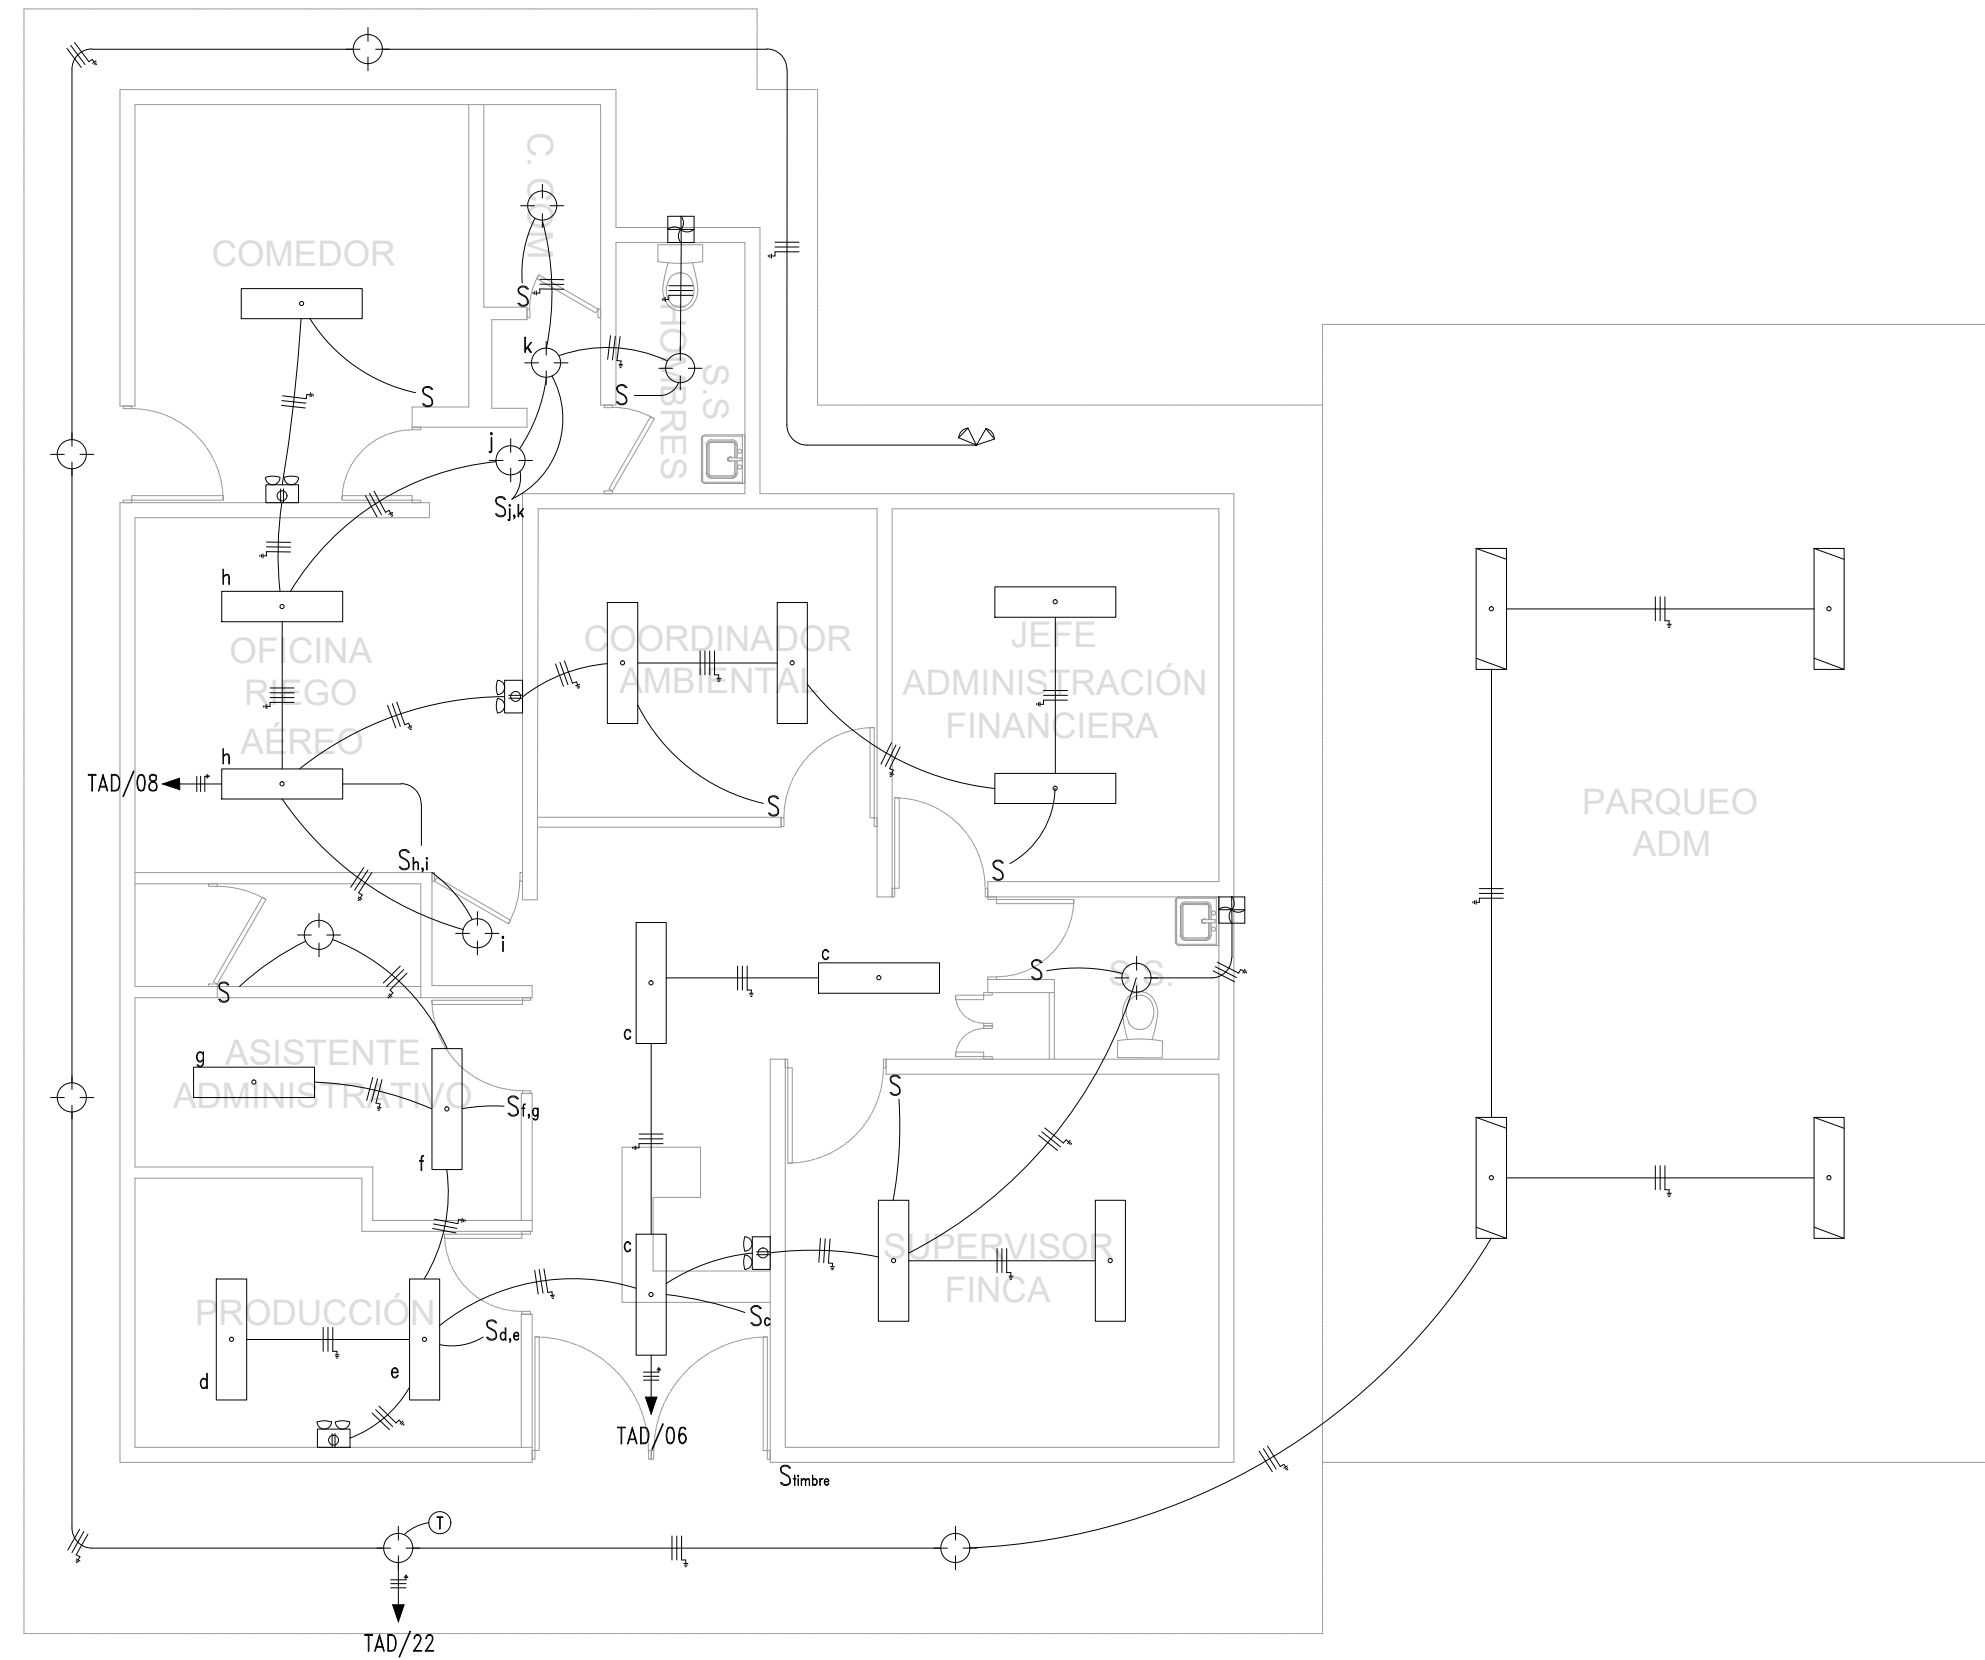 C. COM
COMEDOR
S
k
S.S
HOMBRES
S
S
j
Sj,k
h
OFICINA
RIEGO
AÉREO
COORDINADOR
AMBIENTAL
JEFE
ADMINISTRACIÓN
FINANCIERA
h
TAD/08
S
PARQUEO
ADM
Sh,i
S
i
c
S
S
S.S.
c
g
ASISTENTE
ADMINISTRATIVO
Sf,g
S
f
c
SUPERVISOR
FINCA
PRODUCCIÓN
Sc
Sd,e
d
e
TAD/06
Stimbre
T
TAD/22